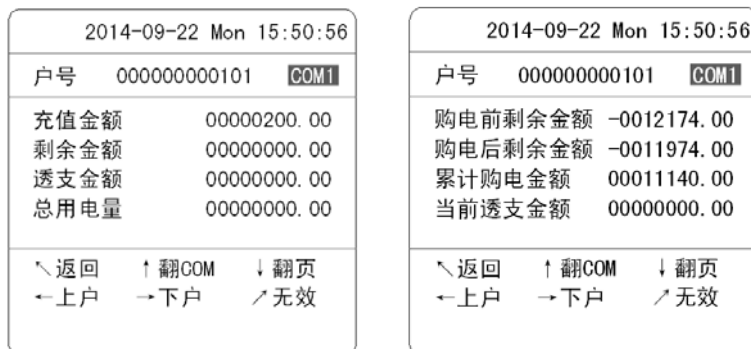 2014-09-22 Mon 15:50:56
户号 000000000101 COM1
充值金额 00000200.00
剩余金额 00000000.00
透支金额 00000000.00
总用电量 00000000.00
↖返回 ↑翻COM ↓翻页
←上户 →下户 ↗无效
2014-09-22 Mon 15:50:56
户号 000000000101 COM1
购电前剩余金额 -0012174.00
购电后剩余金额 -0011974.00
累计购电金额 00011140.00
当前透支金额 00000000.00
↖返回 ↑翻COM ↓翻页
←上户 →下户 ↗无效